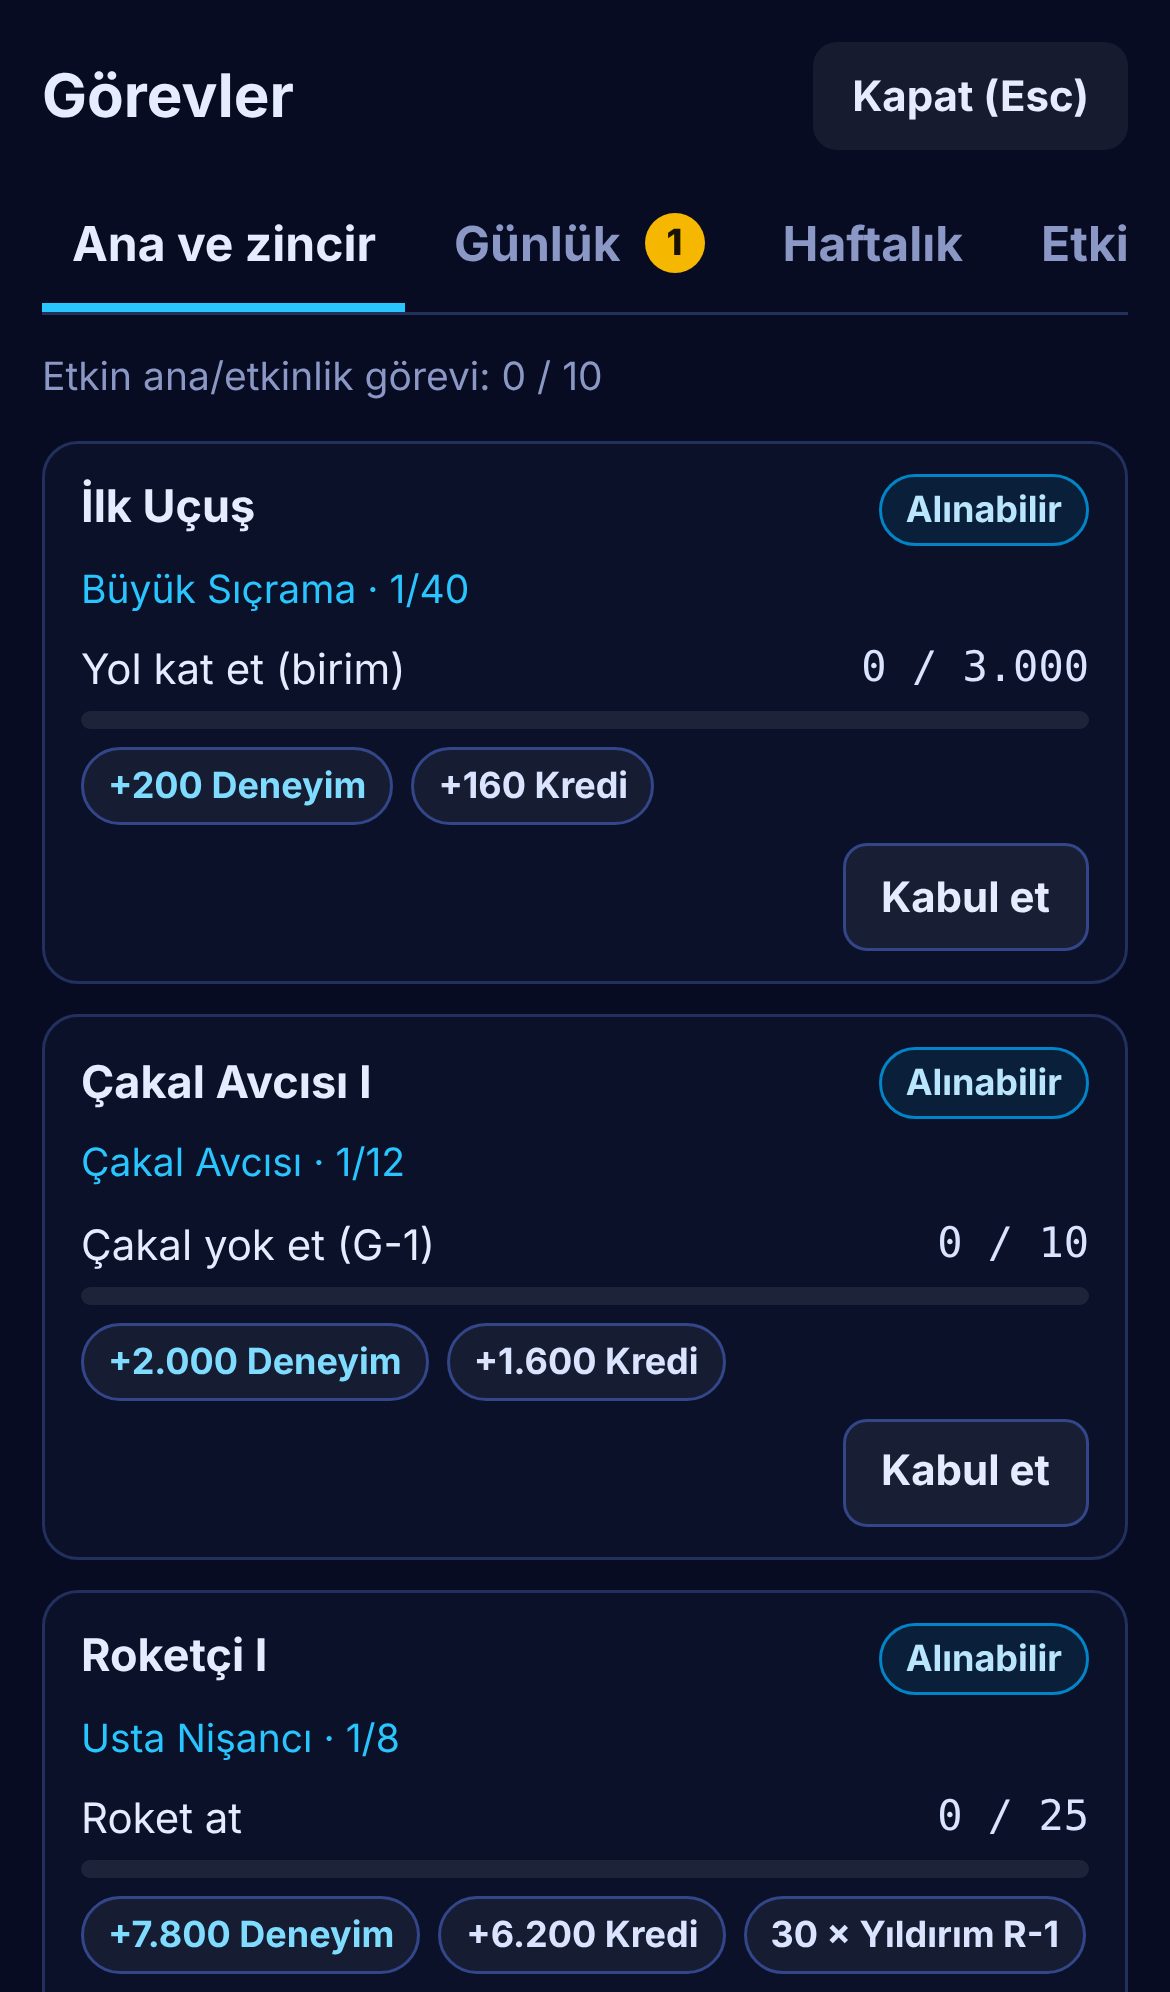 Görevler
Kapat (Esc)
Ana ve zincir
Günlük 1
Haftalık
Etki
Etkin ana/etkinlik görevi: 0 / 10
İlk Uçuş
Alınabilir
Büyük Sıçrama · 1/40
Yol kat et (birim)
0 / 3.000
+200 Deneyim
+160 Kredi
Kabul et
Çakal Avcısı I
Alınabilir
Çakal Avcısı · 1/12
Çakal yok et (G-1)
0 / 10
+2.000 Deneyim
+1.600 Kredi
Kabul et
Roketçi I
Alınabilir
Usta Nişancı · 1/8
Roket at
0 / 25
+7.800 Deneyim
+6.200 Kredi
30 × Yıldırım R-1